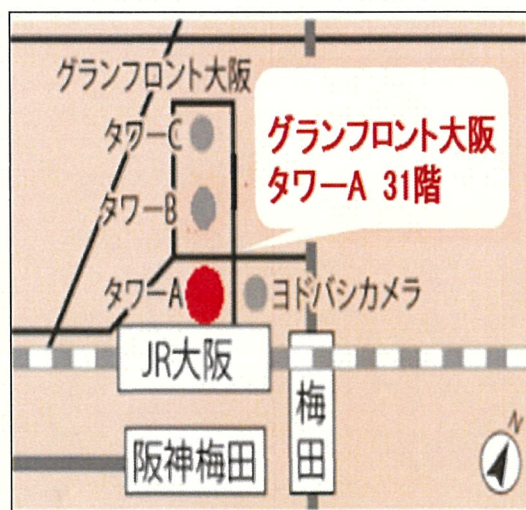 グランフロント大阪
タワーC
タワーB
タワーA
グランフロント大阪
タワーA 31階
ヨドバシカメラ
JR大阪
梅田
阪神梅田
N